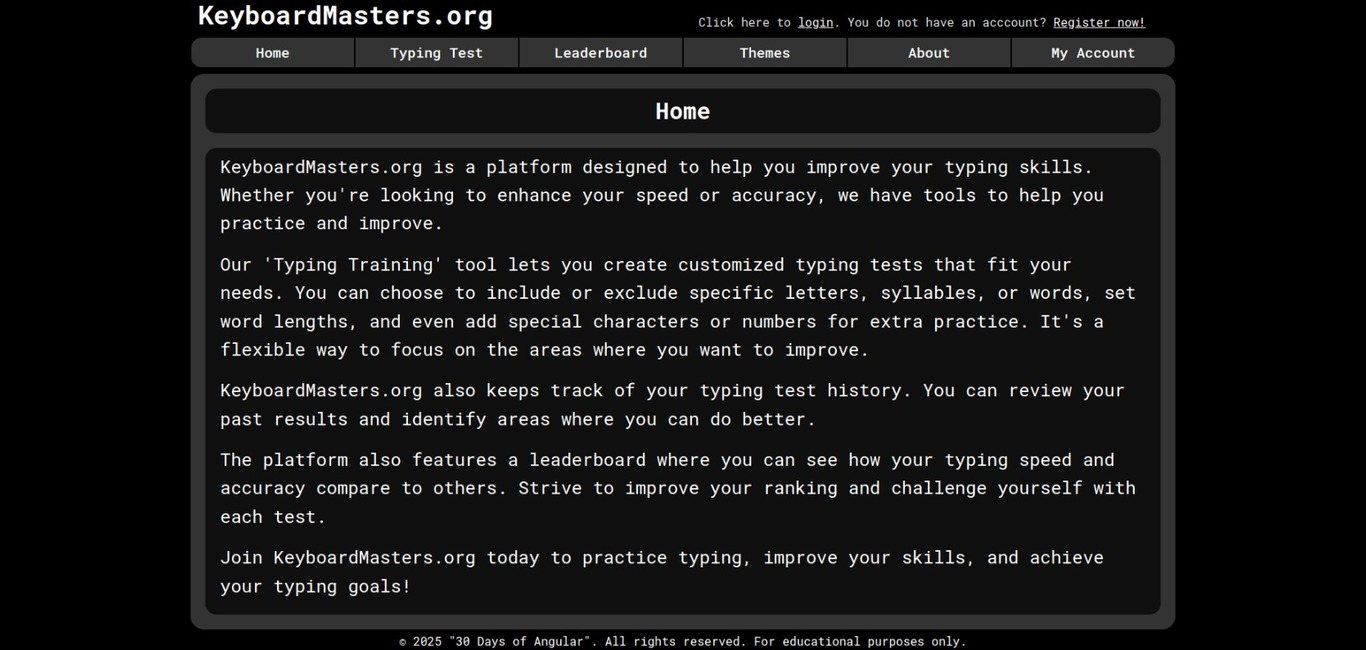 KeyboardMasters.org
Click here to login. You do not have an acccount? Register now!
Home
Typing Test
Leaderboard
Themes
About
My Account
Home
KeyboardMasters.org is a platform designed to help you improve your typing skills.
Whether you're looking to enhance your speed or accuracy, we have tools to help you
practice and improve.
Our 'Typing Training' tool lets you create customized typing tests that fit your
needs. You can choose to include or exclude specific letters, syllables, or words, set
word lengths, and even add special characters or numbers for extra practice. It's a
flexible way to focus on the areas where you want to improve.
KeyboardMasters.org also keeps track of your typing test history. You can review your
past results and identify areas where you can do better.
The platform also features a leaderboard where you can see how your typing speed and
accuracy compare to others. Strive to improve your ranking and challenge yourself with
each test.
Join KeyboardMasters.org today to practice typing, improve your skills, and achieve
your typing goals!
© 2025 "30 Days of Angular". All rights reserved. For educational purposes only.